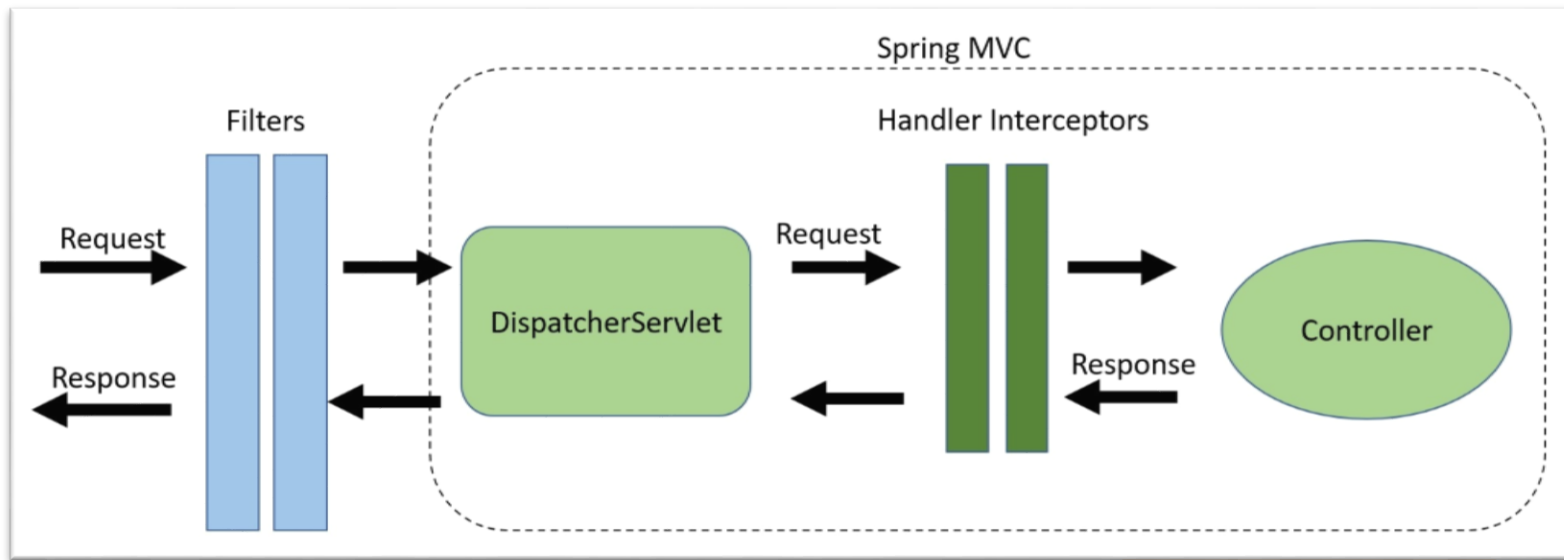 Spring MVC
Filters
Handler Interceptors
Request
Request
DispatcherServlet
Controller
Response
Response